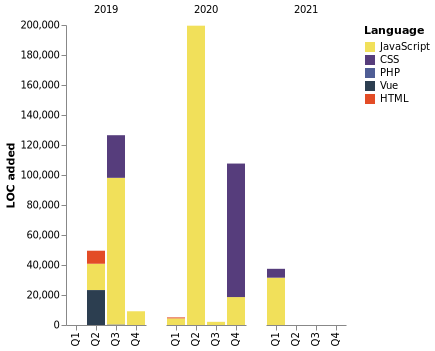 2019 2020 2021
Language
JavaScript
CSS
PHP
Vue
HTML
LOC added
200,000
180,000
160,000
140,000
120,000
100,000
80,000
60,000
40,000
20,000
0
Q1 Q2 Q3 Q4 Q1 Q2 Q3 Q4 Q1 Q2 Q3 Q4